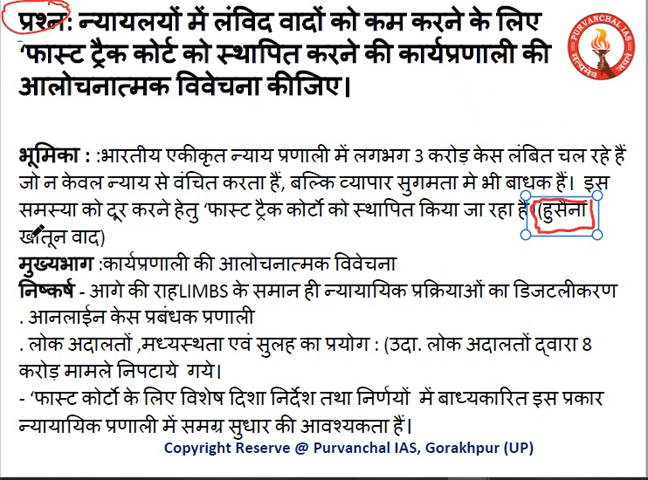 प्रश्न: न्यायलयों में लंविद वादों को कम करने के लिए
'फास्ट ट्रैक कोर्ट को स्थापित करने की कार्यप्रणाली की
आलोचनात्मक विवेचना कीजिए।
PURVANCHAL IAS
सत्यमेव जयते
भूमिका : :भारतीय एकीकृत न्याय प्रणाली में लगभग 3 करोड़ केस लंबित चल रहे हैं
जो न केवल न्याय से वंचित करता हैं, बल्कि व्यापार सुगमता मे भी बाधक हैं। इस
समस्या को दूर करने हेतु 'फास्ट ट्रैक कोर्टो को स्थापित किया जा रहा है (हुसैना
खातून वाद)
मुख्यभाग :कार्यप्रणाली की आलोचनात्मक विवेचना
निष्कर्ष - आगे की राहLIMBS के समान ही न्यायायिक प्रक्रियाओं का डिजटलीकरण
. आनलाईन केस प्रबंधक प्रणाली
. लोक अदालतों ,मध्यस्थता एवं सुलह का प्रयोग : (उदा. लोक अदालतों द्वारा 8
करोड़ मामले निपटाये गये।
- 'फास्ट कोर्टो के लिए विशेष दिशा निर्देश तथा निर्णयों में बाध्यकारित इस प्रकार
न्यायायिक प्रणाली में समग्र सुधार की आवश्यकता हैं।
Copyright Reserve @ Purvanchal IAS, Gorakhpur (UP)